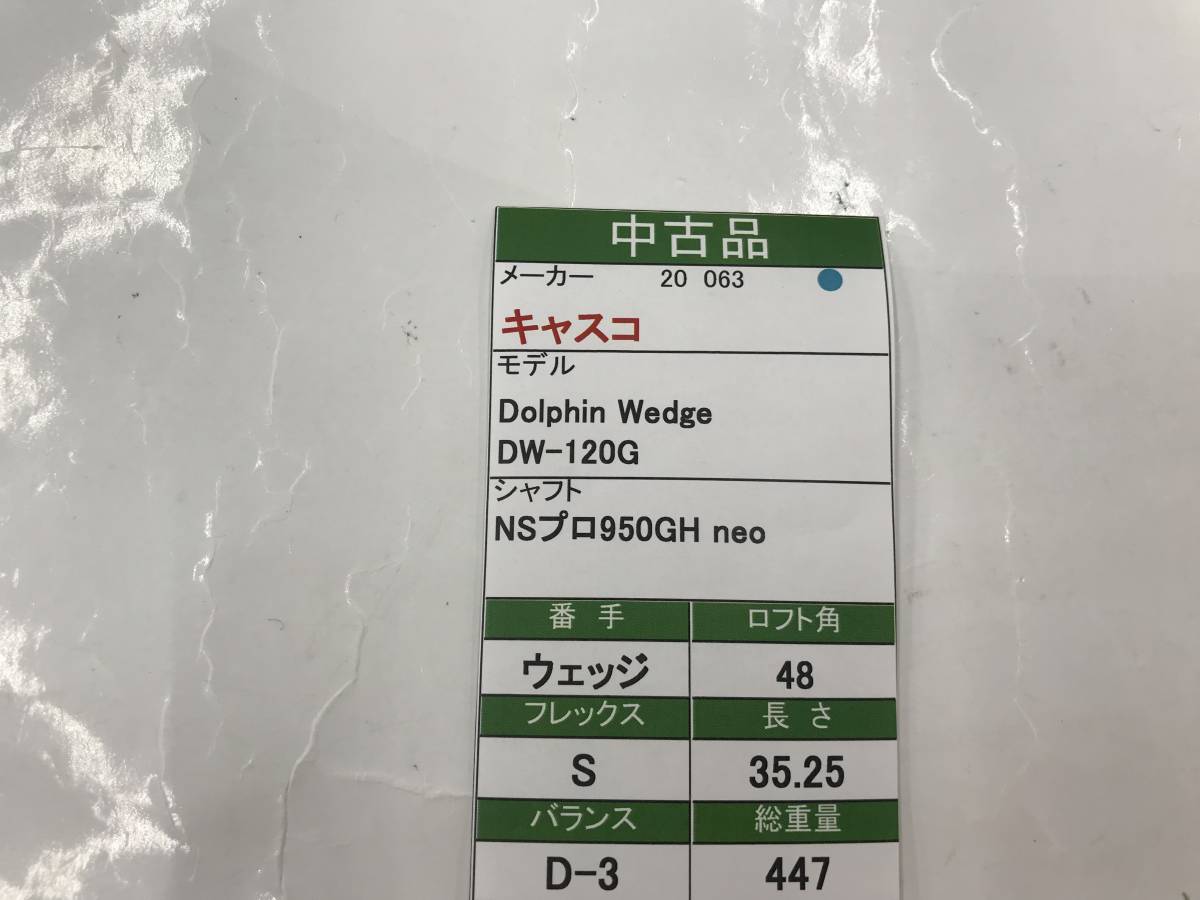 中古品
メーカー 20 063
キャスコ
モデル
Dolphin Wedge
DW-120G
シャフト
NSプロ950GH neo
番 手 ロフト角
ウェッジ 48
フレックス 長 さ
S 35.25
バランス 総重量
D-3 447